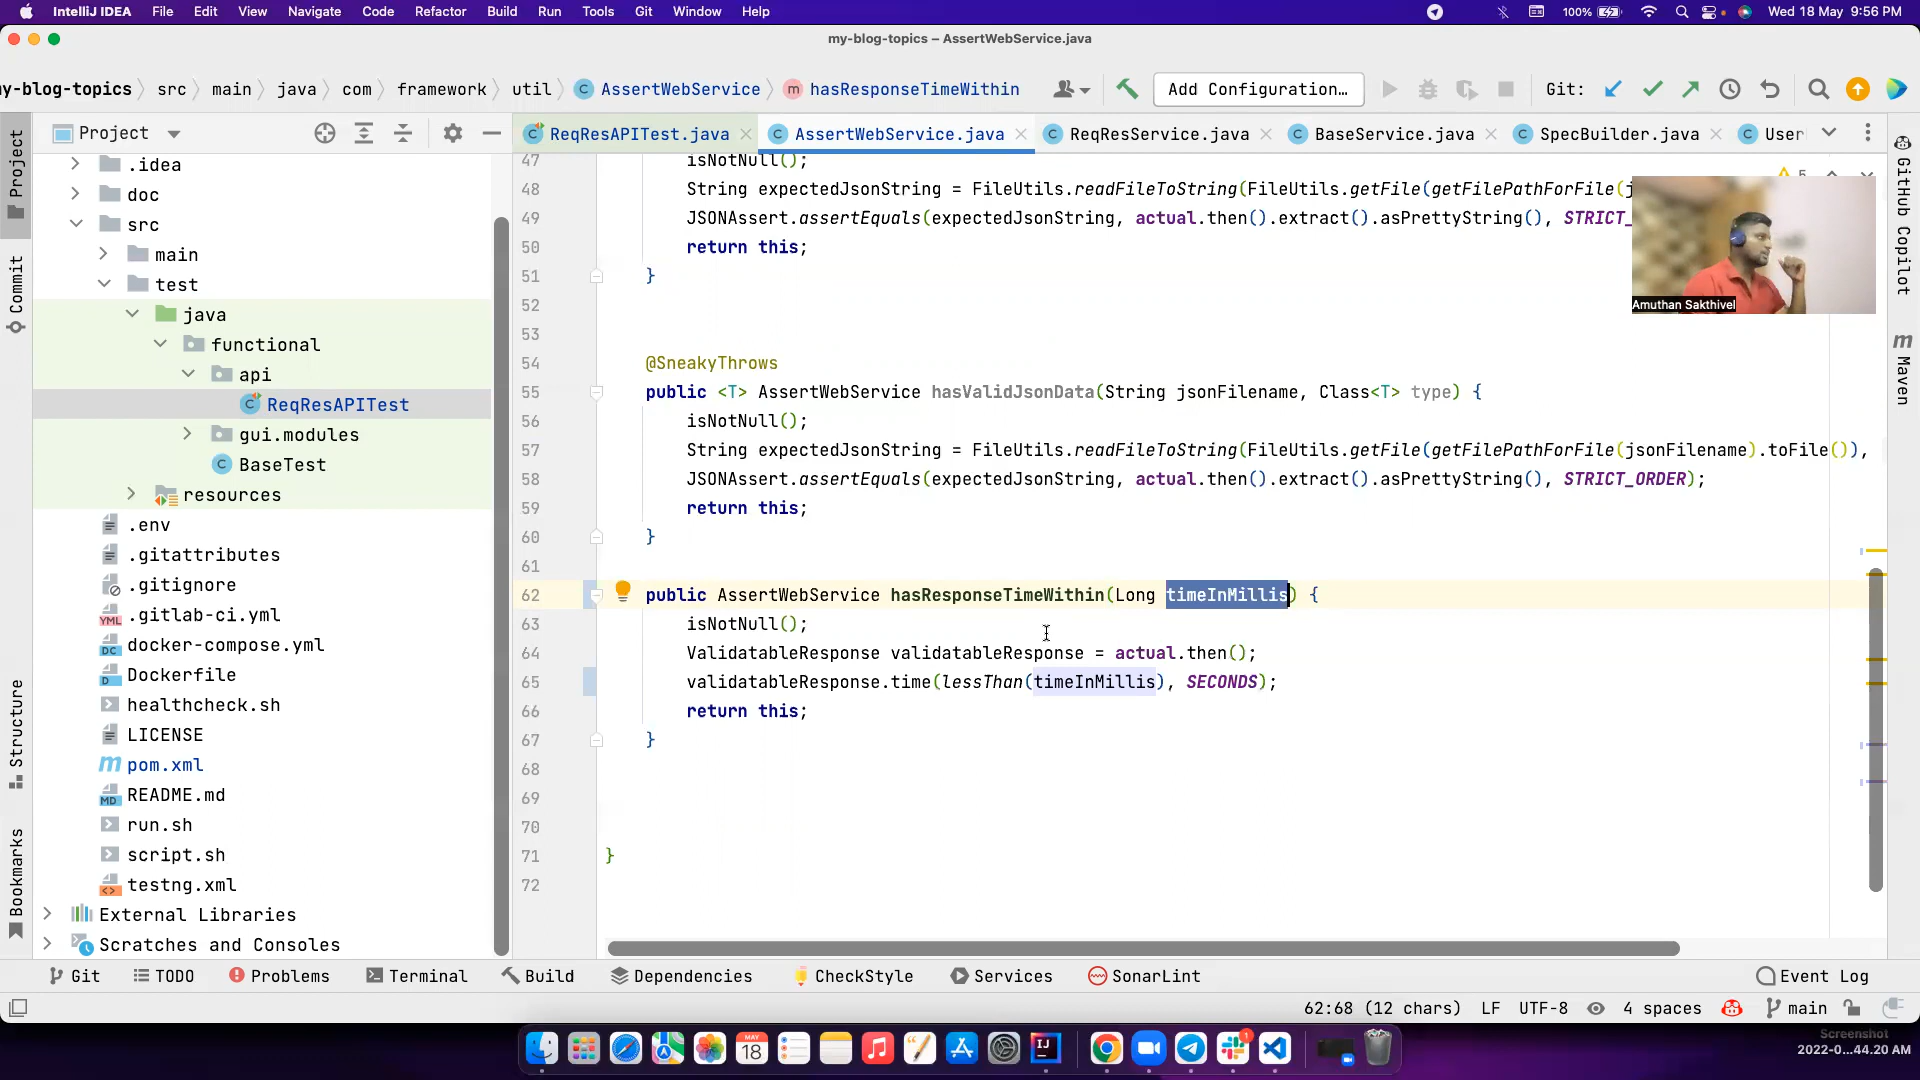 IntelliJ IDEA File Edit View Navigate Code Refactor Build Run Tools Git Window Help 100% Wed 18 May 9:56 PM
my-blog-topics – AssertWebService.java
y-blog-topics src main java com framework util AssertWebService hasResponseTimeWithin Add Configuration... Git:
Project ReqResAPITest.java AssertWebService.java ReqResService.java BaseService.java SpecBuilder.java User
.idea
doc
src
main
test
java
functional
api
ReqResAPITest
gui.modules
BaseTest
resources
.env
.gitattributes
.gitignore
.gitlab-ci.yml
docker-compose.yml
Dockerfile
healthcheck.sh
LICENSE
pom.xml
README.md
run.sh
script.sh
testng.xml
External Libraries
Scratches and Consoles
Project
Commit
Structure
Bookmarks
47 isNotNull();
48 String expectedJsonString = FileUtils.readFileToString(FileUtils.getFile(getFilePathForFile(j
49 JSONAssert.assertEquals(expectedJsonString, actual.then().extract().asPrettyString(), STRICT_
50 return this;
51 }
52
53
54 @SneakyThrows
55 public <T> AssertWebService hasValidJsonData(String jsonFilename, Class<T> type) {
56 isNotNull();
57 String expectedJsonString = FileUtils.readFileToString(FileUtils.getFile(getFilePathForFile(jsonFilename).toFile()),
58 JSONAssert.assertEquals(expectedJsonString, actual.then().extract().asPrettyString(), STRICT_ORDER);
59 return this;
60 }
61
62 public AssertWebService hasResponseTimeWithin(Long timeInMillis) {
63 isNotNull();
64 ValidatableResponse validatableResponse = actual.then();
65 validatableResponse.time(lessThan(timeInMillis), SECONDS);
66 return this;
67 }
68
69
70
71 }
72
5
Amuthan Sakthivel
GitHub Copilot
Maven
Git TODO Problems Terminal Build Dependencies CheckStyle Services SonarLint Event Log
62:68 (12 chars) LF UTF-8 4 spaces main
MAY
18
1
Screenshot
2022-0...44.20 AM